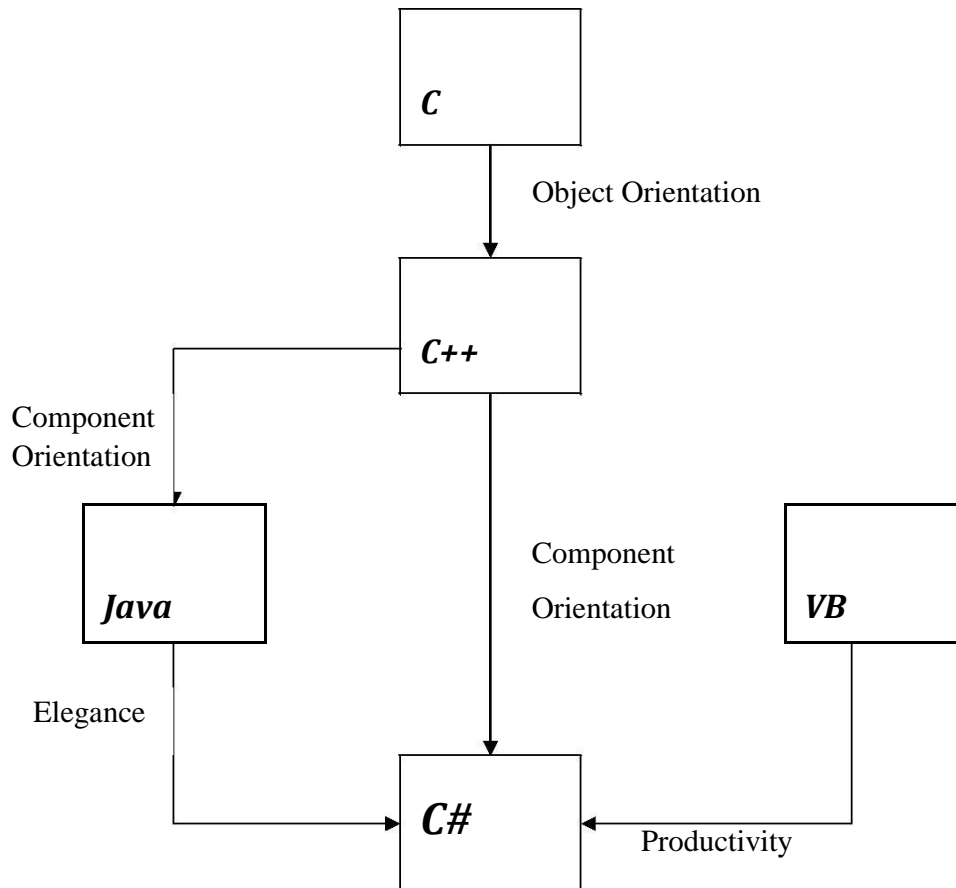 C
Object Orientation
C++
Component
Orientation
Java
Component
Orientation
VB
Elegance
C#
Productivity